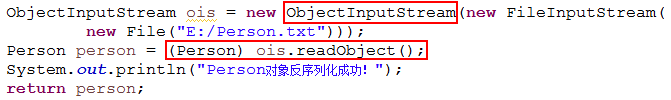 ObjectInputStream ois = new ObjectInputStream(new FileInputStream(
new File("E:/Person.txt")));
Person person = (Person) ois.readObject();
System.out.println("Person对象反序列化成功！");
return person;